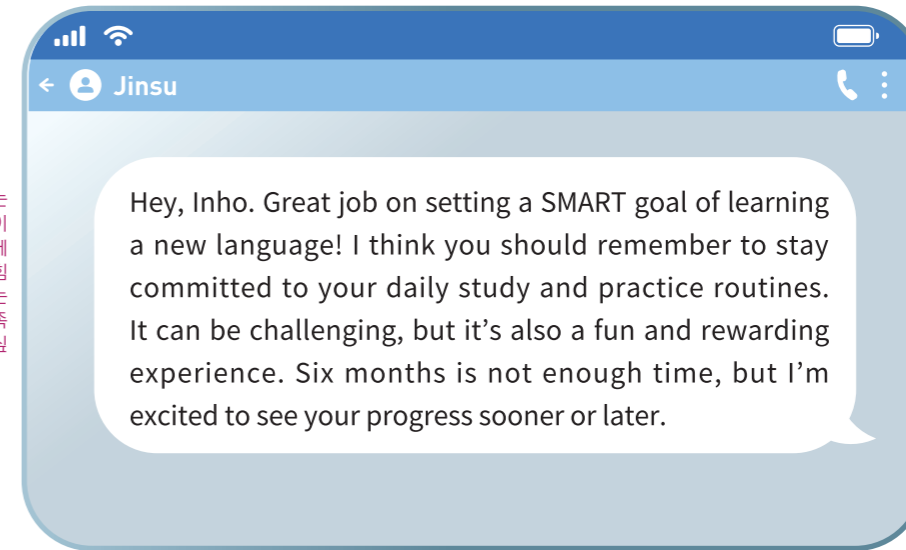 Jinsu
Hey, Inho. Great job on setting a SMART goal of learning
a new language! I think you should remember to stay
committed to your daily study and practice routines.
It can be challenging, but it's also a fun and rewarding
experience. Six months is not enough time, but I'm
excited to see your progress sooner or later.